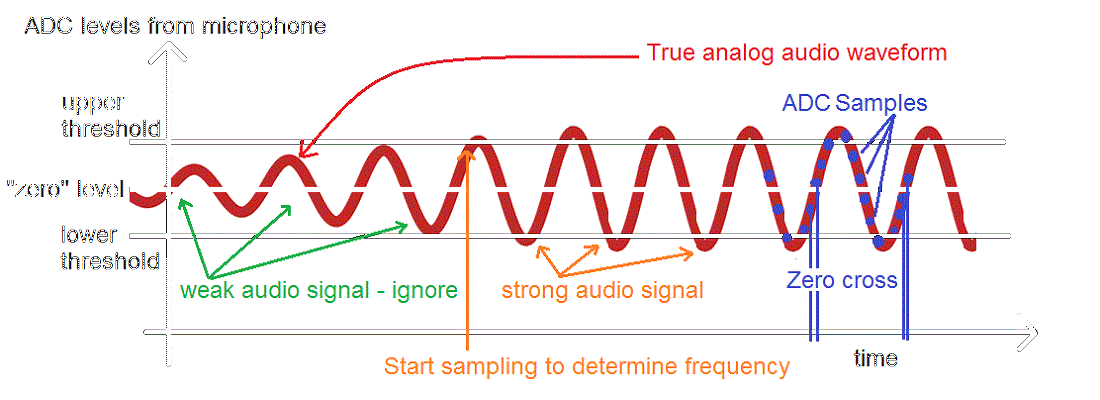 ADC levels from microphone
True analog audio waveform
upper
threshold
ADC Samples
"zero" level
lower
threshold
weak audio signal - ignore
strong audio signal
Zero cross
Start sampling to determine frequency
time